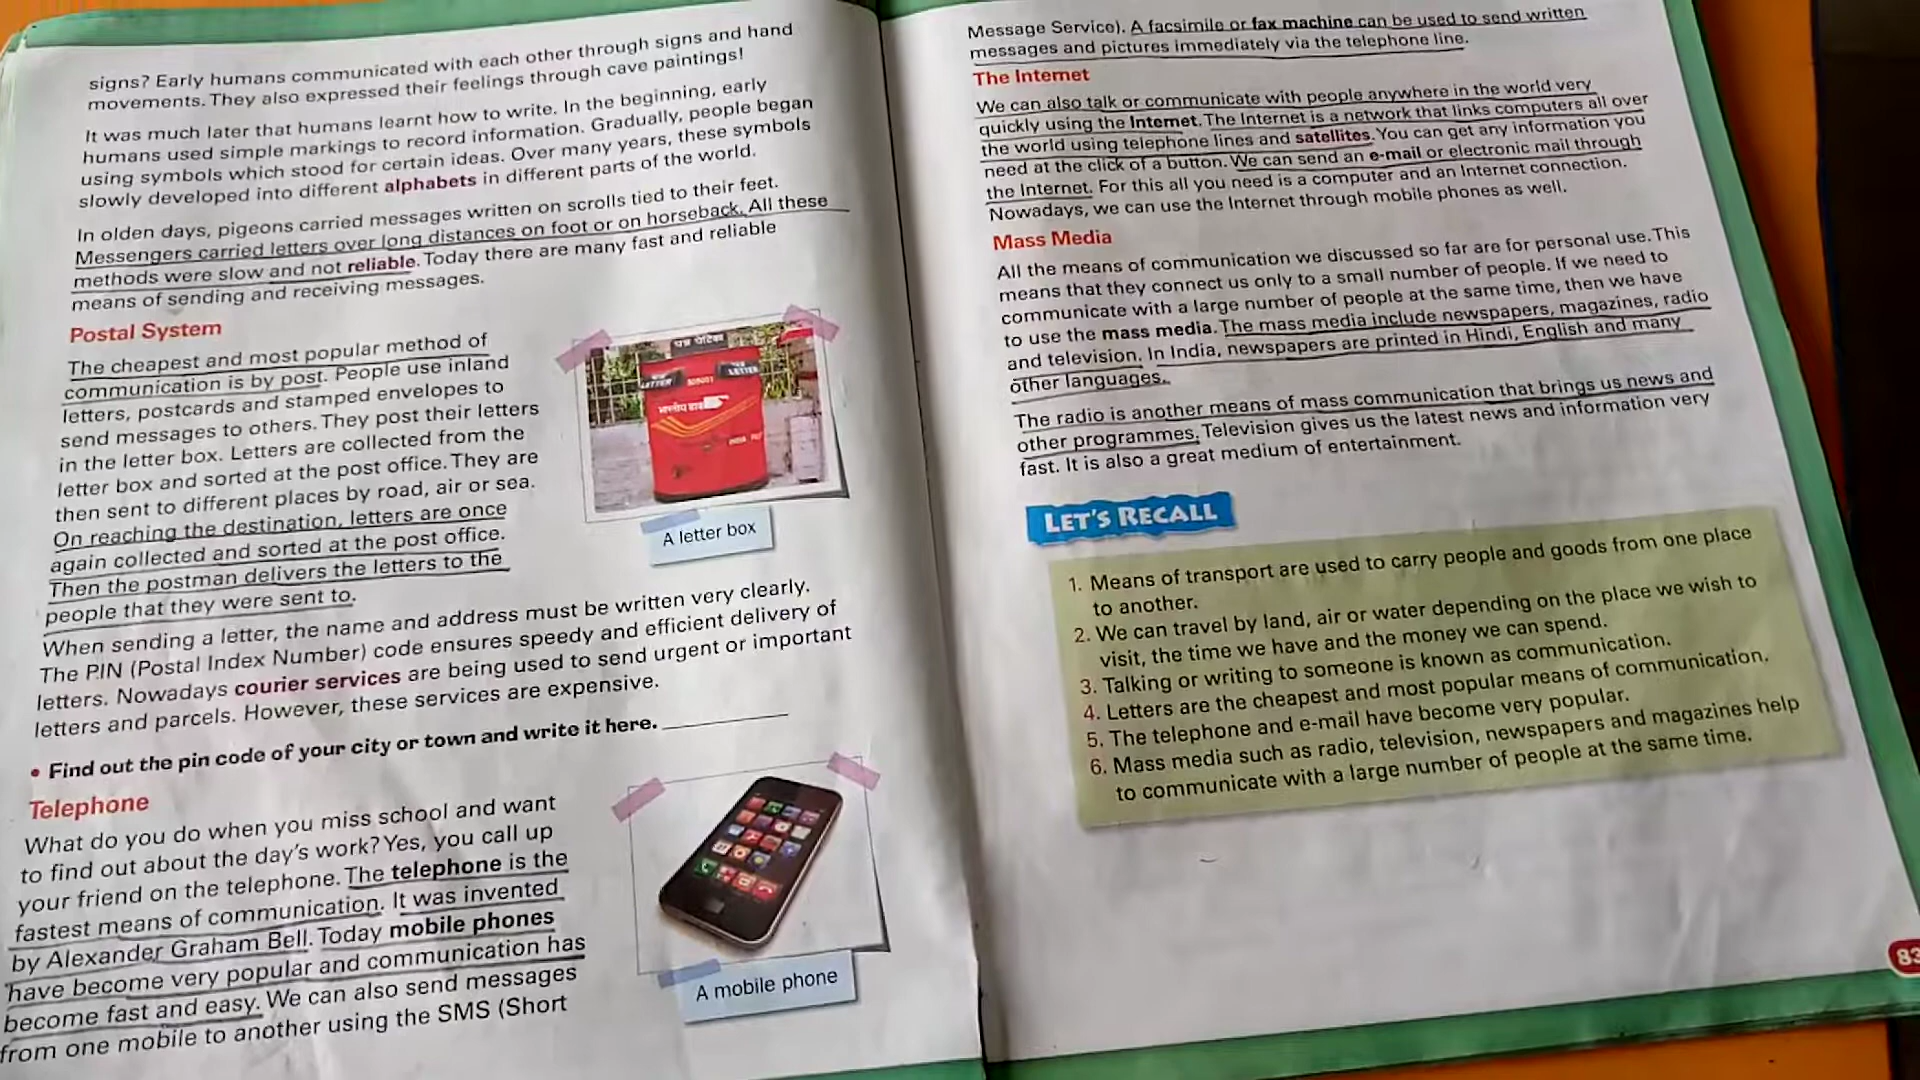 signs? Early humans communicated with each other through signs and hand
movements. They also expressed their feelings through cave paintings!
It was much later that humans learnt how to write. In the beginning, early
humans used simple markings to record information. Gradually, people began
using symbols which stood for certain ideas. Over many years, these symbols
slowly developed into different alphabets in different parts of the world.
In olden days, pigeons carried messages written on scrolls tied to their feet.
Messengers carried letters over long distances on foot or on horseback. All these
methods were slow and not reliable. Today there are many fast and reliable
means of sending and receiving messages.
Postal System
The cheapest and most popular method of
communication is by post. People use inland
letters, postcards and stamped envelopes to
send messages to others. They post their letters
in the letter box. Letters are collected from the
letter box and sorted at the post office. They are
then sent to different places by road, air or sea.
On reaching the destination, letters are once
again collected and sorted at the post office.
Then the postman delivers the letters to the
people that they were sent to.
पत्र पेटिका
LETTER
LETTER
A letter box
When sending a letter, the name and address must be written very clearly.
The PIN (Postal Index Number) code ensures speedy and efficient delivery of
letters. Nowadays courier services are being used to send urgent or important
letters and parcels. However, these services are expensive.
• Find out the pin code of your city or town and write it here.
Telephone
What do you do when you miss school and want
to find out about the day's work? Yes, you call up
your friend on the telephone. The telephone is the
fastest means of communication. It was invented
by Alexander Graham Bell. Today mobile phones
have become very popular and communication has
become fast and easy. We can also send messages
from one mobile to another using the SMS (Short
A mobile phone
Message Service). A facsimile or fax machine can be used to send written
messages and pictures immediately via the telephone line.
The Internet
We can also talk or communicate with people anywhere in the world very
quickly using the Internet. The Internet is a network that links computers all over
the world using telephone lines and satellites. You can get any information you
need at the click of a button. We can send an e-mail or electronic mail through
the Internet. For this all you need is a computer and an Internet connection.
Nowadays, we can use the Internet through mobile phones as well.
Mass Media
All the means of communication we discussed so far are for personal use. This
means that they connect us only to a small number of people. If we need to
communicate with a large number of people at the same time, then we have
to use the mass media. The mass media include newspapers, magazines, radio
and television. In India, newspapers are printed in Hindi, English and many
other languages.
The radio is another means of mass communication that brings us news and
other programmes. Television gives us the latest news and information very
fast. It is also a great medium of entertainment.
LET'S RECALL
1. Means of transport are used to carry people and goods from one place
to another.
2. We can travel by land, air or water depending on the place we wish to
visit, the time we have and the money we can spend.
3. Talking or writing to someone is known as communication.
4. Letters are the cheapest and most popular means of communication.
5. The telephone and e-mail have become very popular.
6. Mass media such as radio, television, newspapers and magazines help
to communicate with a large number of people at the same time.
83